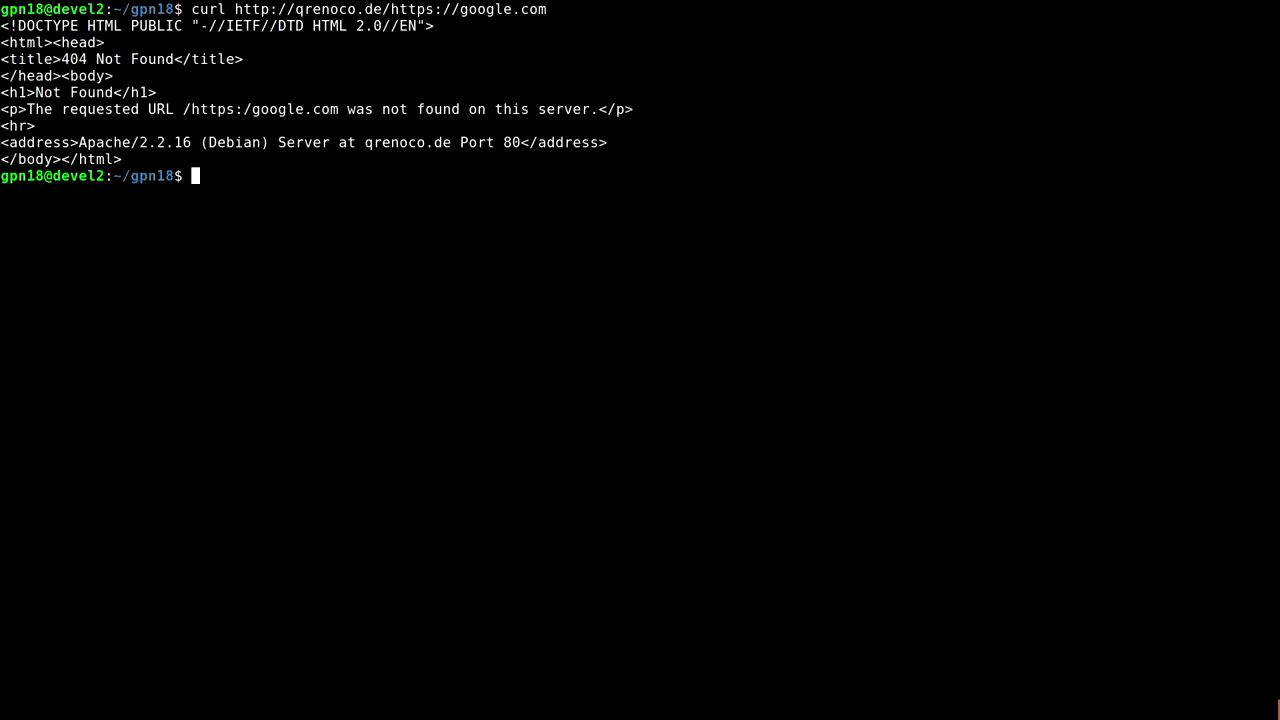 gpn18@devel2:~/gpn18$ curl http://qrenoco.de/https://google.com
<!DOCTYPE HTML PUBLIC "-//IETF//DTD HTML 2.0//EN">
<html><head>
<title>404 Not Found</title>
</head><body>
<h1>Not Found</h1>
<p>The requested URL /https:/google.com was not found on this server.</p>
<hr>
<address>Apache/2.2.16 (Debian) Server at qrenoco.de Port 80</address>
</body></html>
gpn18@devel2:~/gpn18$